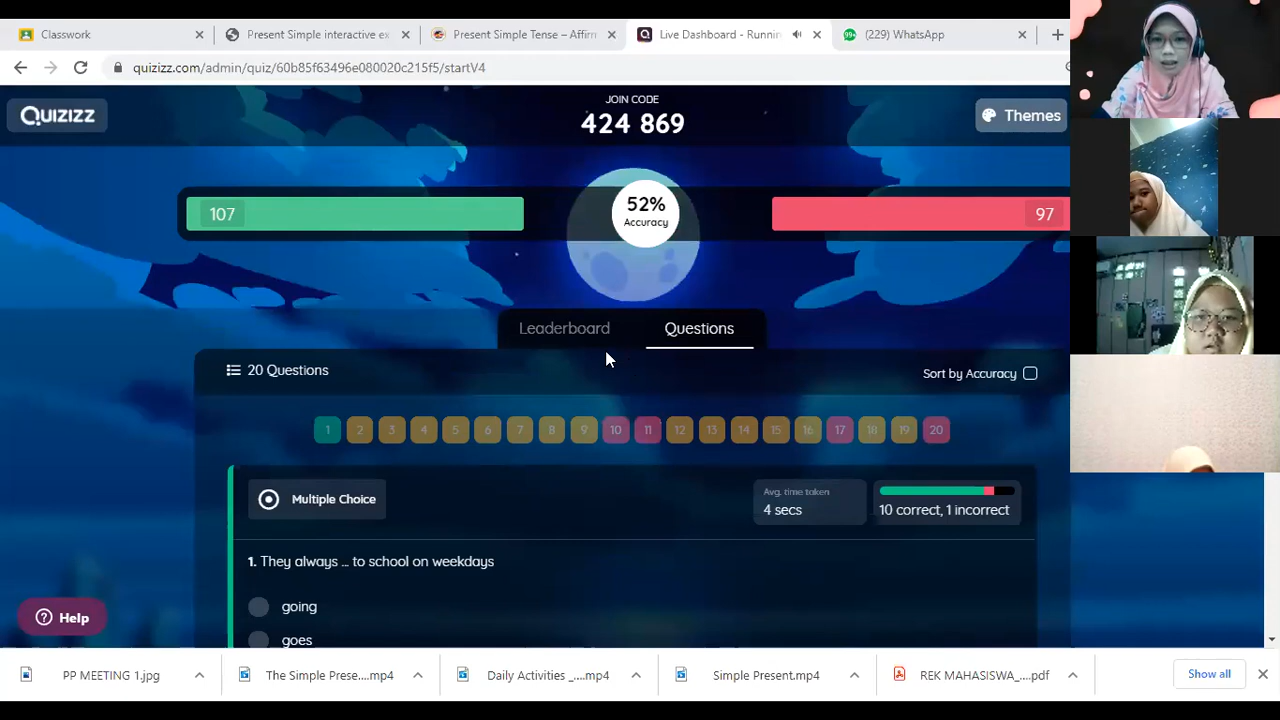 Classwork
Present Simple interactive ex
Present Simple Tense – Affirm
Live Dashboard - Runnin
(229) WhatsApp
99+
quizizz.com/admin/quiz/60b85f63496e080020c215f5/startV4
QUIZIZZ
JOIN CODE
424 869
Themes
107
52%
Accuracy
97
Leaderboard
Questions
20 Questions
Sort by Accuracy
1 2 3 4 5 6 7 8 9 10 11 12 13 14 15 16 17 18 19 20
Multiple Choice
Avg. time taken
4 secs
10 correct, 1 incorrect
1. They always ... to school on weekdays
going
goes
Help
PP MEETING 1.jpg
The Simple Prese....mp4
Daily Activities _....mp4
Simple Present.mp4
REK MAHASISWA_....pdf
Show all